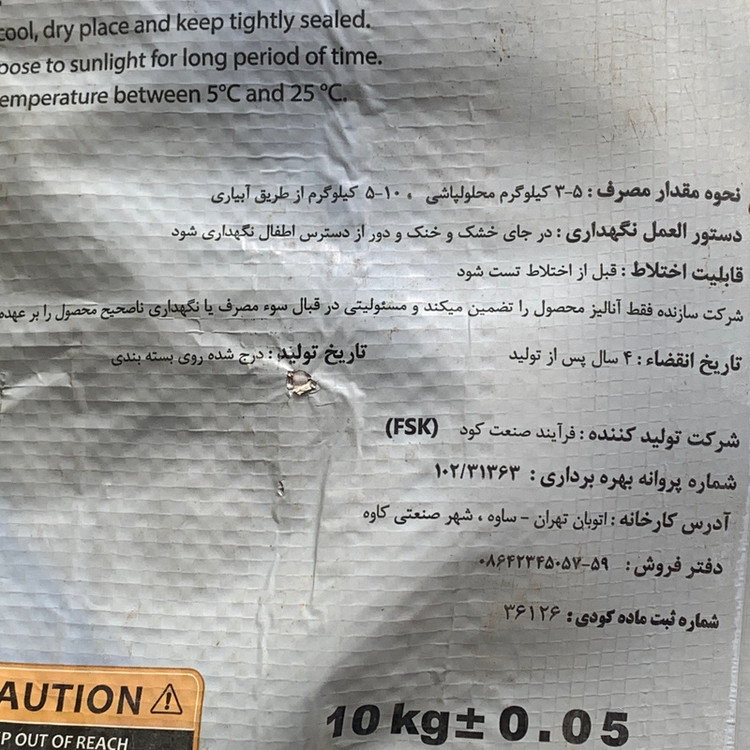 cool, dry place and keep tightly sealed.
pose to sunlight for long period of time.
emperature between 5°C and 25 °C.
نحوه مقدار مصرف : ۵-۳ کیلوگرم محلولپاشی ، ۱۰-۵ کیلوگرم از طریق آبیاری
دستور العمل نگهداری : در جای خشک و خنک و دور از دسترس اطفال نگهداری شود
قابلیت اختلاط : قبل از اختلاط تست شود
شرکت سازنده فقط آنالیز محصول را تضمین میکند و مسئولیتی در قبال سوء مصرف یا نگهداری ناصحیح محصول را بر عهده
تاریخ انقضاء : ۴ سال پس از تولید تاریخ تولید : درج شده روی بسته بندی
شرکت تولید کننده : فرآیند صنعت کود (FSK)
شماره پروانه بهره برداری : ۱۰۲/۳۱۳۶۳
آدرس کارخانه : اتوبان تهران - ساوه ، شهر صنعتی کاوه
دفتر فروش : ۰۸۶۴۲۳۴۵۰۵۷-۵۹
شماره ثبت ماده کودی : ۳۶۱۲۶
AUTION
P OUT OF REACH
10 kg ± 0.05